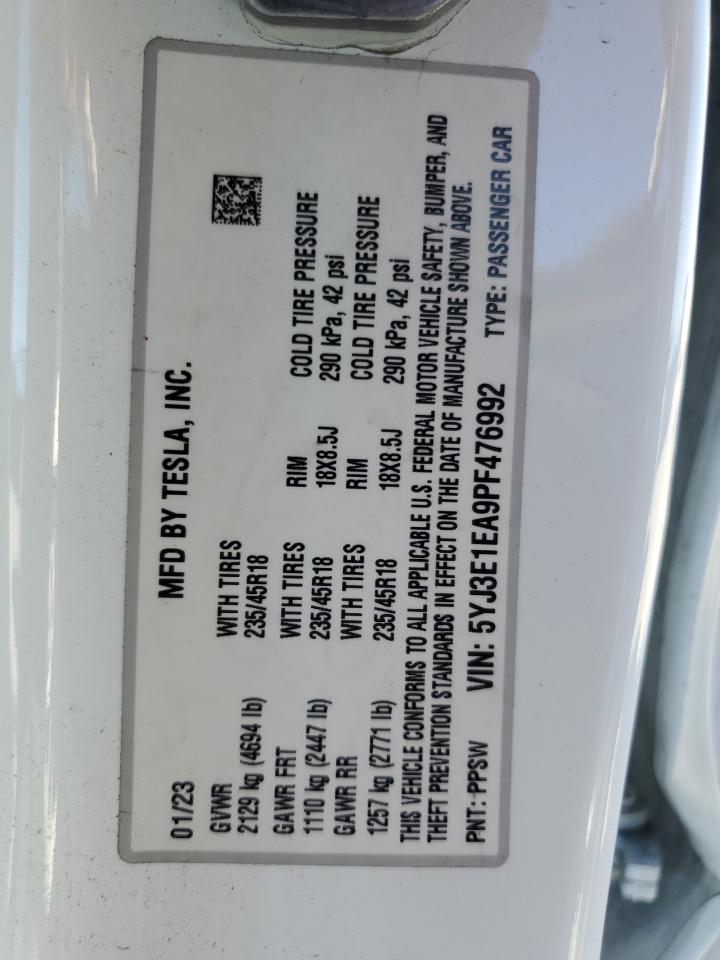 01/23 MFD BY TESLA, INC.
GVWR WITH TIRES
2129 kg (4694 lb) 235/45R18
GAWR FRT WITH TIRES RIM COLD TIRE PRESSURE
1110 kg (2447 lb) 235/45R18 18X8.5J 290 kPa, 42 psi
GAWR RR WITH TIRES RIM COLD TIRE PRESSURE
1257 kg (2771 lb) 235/45R18 18X8.5J 290 kPa, 42 psi
THIS VEHICLE CONFORMS TO ALL APPLICABLE U.S. FEDERAL MOTOR VEHICLE SAFETY, BUMPER, AND
THEFT PREVENTION STANDARDS IN EFFECT ON THE DATE OF MANUFACTURE SHOWN ABOVE.
PNT: PPSW VIN: 5YJ3E1EA9PF476992 TYPE: PASSENGER CAR